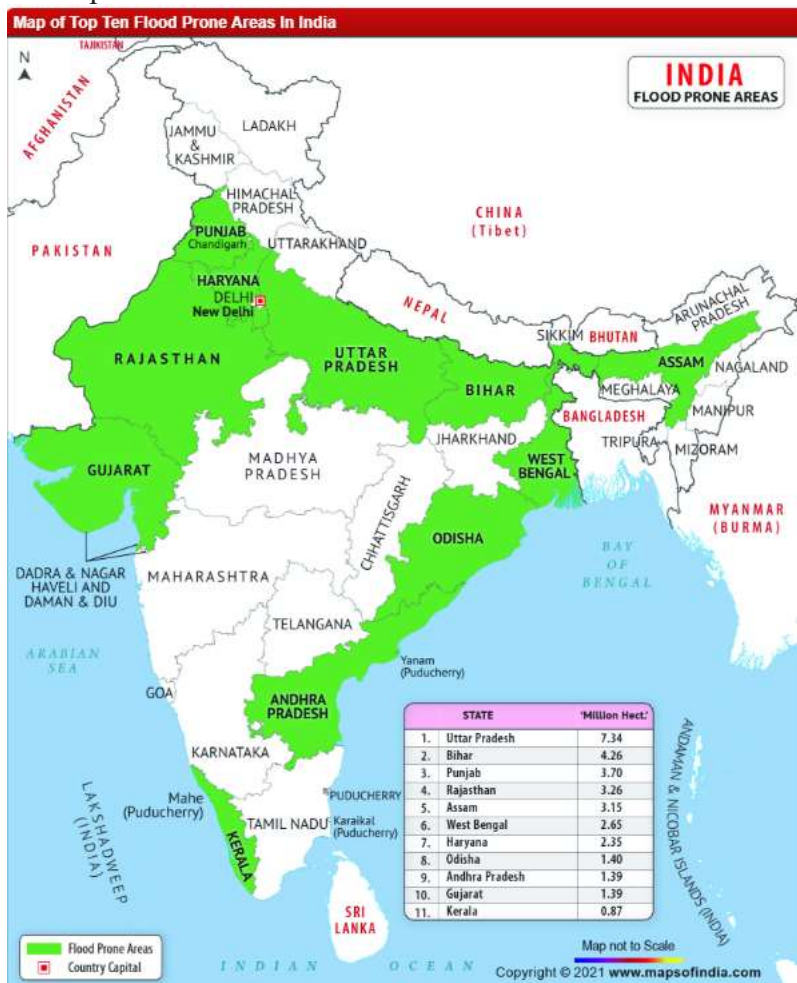 Map of Top Ten Flood Prone Areas In India
TAJIKISTAN
N
INDIA
FLOOD PRONE AREAS
AFGHANISTAN
LADAKH
JAMMU
&
KASHMIR
HIMACHAL
PRADESH
CHINA
(Tibet)
PUNJAB
Chandigarh
UTTARAKHAND
PAKISTAN
HARYANA
DELHI
New Delhi
NEPAL
ARUNACHAL
PRADESH
SIKKIM
BHUTAN
RAJASTHAN
UTTAR
PRADESH
ASSAM
NAGALAND
BIHAR
MEGHALAYA
BANGLADESH
MANIPUR
JHARKHAND
TRIPURA
MIZORAM
GUJARAT
MADHYA
PRADESH
WEST
BENGAL
CHHATTISGARH
MYANMAR
(BURMA)
ODISHA
BAY
OF
BENGAL
DADRA & NAGAR
HAVELI AND
DAMAN & DIU
MAHARASHTRA
TELANGANA
ARABIAN
SEA
Yanam
(Puducherry)
GOA
ANDHRA
PRADESH
KARNATAKA
STATE 'Million Hect.'
1. Uttar Pradesh 7.34
2. Bihar 4.26
3. Punjab 3.70
4. Rajasthan 3.26
5. Assam 3.15
6. West Bengal 2.65
7. Haryana 2.35
8. Odisha 1.40
9. Andhra Pradesh 1.39
10. Gujarat 1.39
11. Kerala 0.87
ANDAMAN & NICOBAR ISLANDS (INDIA)
LAKSHADWEEP
(INDIA)
Mahe
(Puducherry)
PUDUCHERRY
TAMIL NADU
Karaikal
(Puducherry)
KERALA
SRI
LANKA
Flood Prone Areas
Country Capital
INDIAN OCEAN
Map not to Scale
Copyright © 2021 www.mapsofindia.com